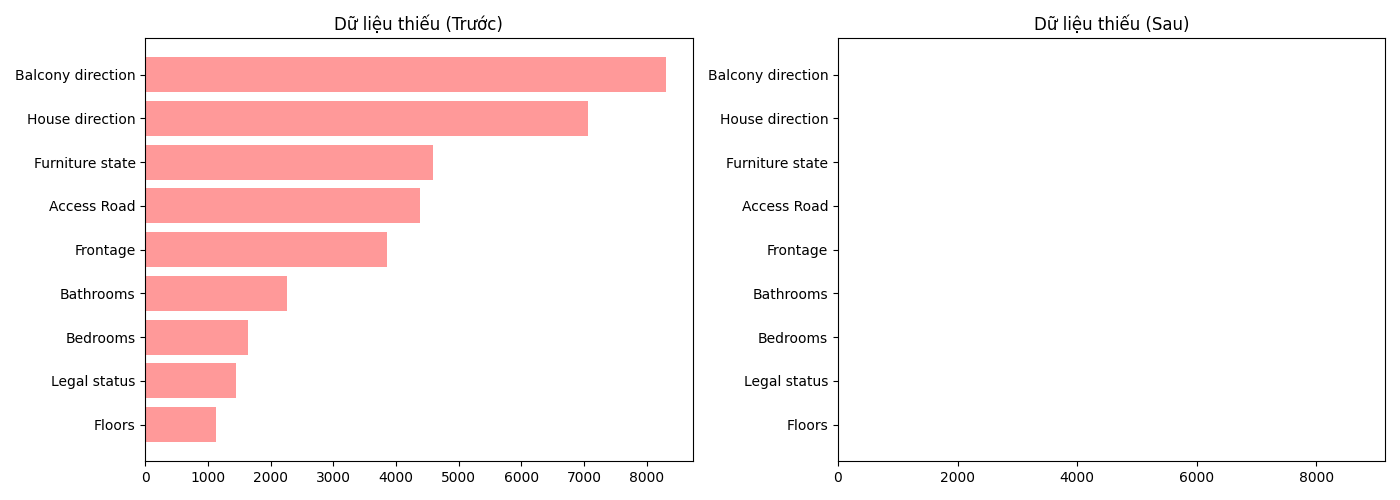 Dữ liệu thiếu (Trước)
Balcony direction
House direction
Furniture state
Access Road
Frontage
Bathrooms
Bedrooms
Legal status
Floors
0 1000 2000 3000 4000 5000 6000 7000 8000
Dữ liệu thiếu (Sau)
Balcony direction
House direction
Furniture state
Access Road
Frontage
Bathrooms
Bedrooms
Legal status
Floors
0 2000 4000 6000 8000